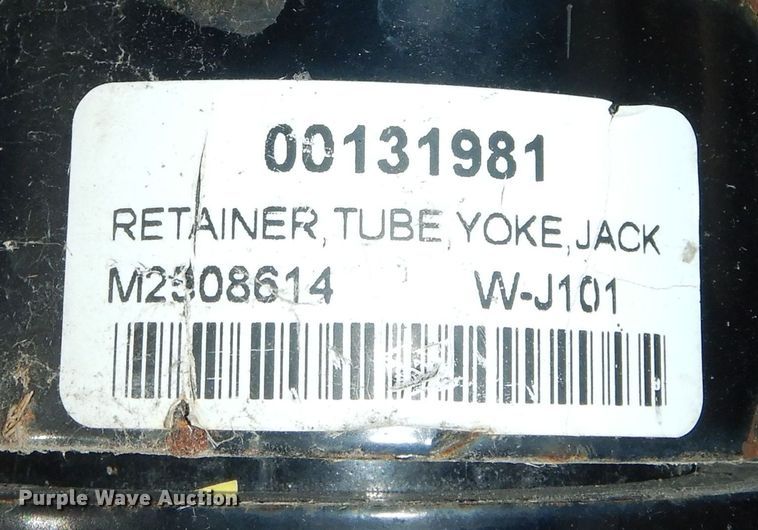 00131981
RETAINER,TUBE,YOKE,JACK
M2308614 W-J101
Purple Wave Auction